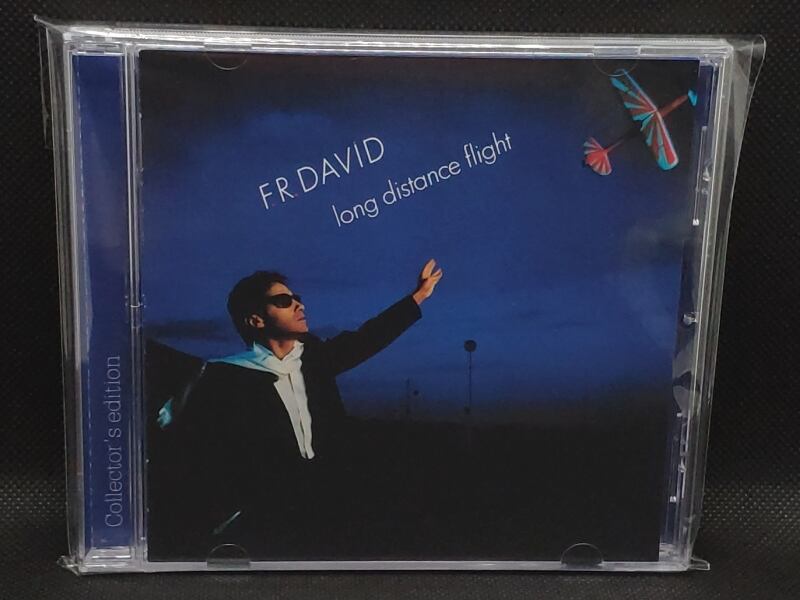 F.R. DAVID
long distance flight
Collector's edition